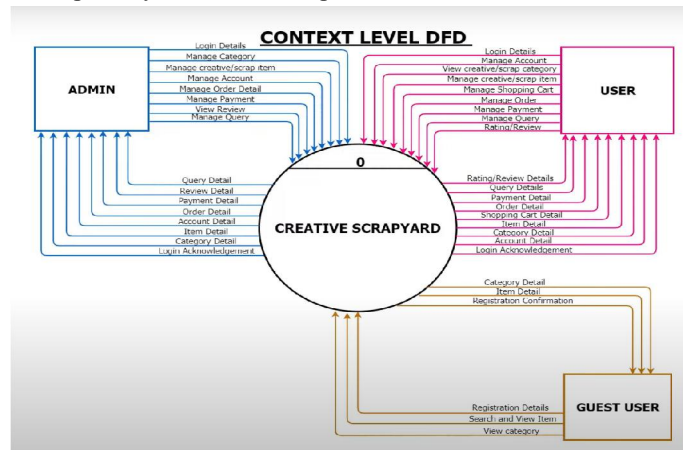 CONTEXT LEVEL DFD
ADMIN
Login Details
Manage Category
Manage creative/scrap item
Manage Account
Manage Order Detail
Manage Payment
View Review
Manage Query
Login Details
Manage Account
View creative/scrap category
Manage creative/scrap item
Manage Shopping Cart
Manage Order
Manage Payment
Manage Query
Rating/Review
USER
0
CREATIVE SCRAPYARD
Query Detail
Review Detail
Payment Detail
Order Detail
Account Detail
Item Detail
Category Detail
Login Acknowledgement
Rating/Review Details
Query Details
Payment Detail
Order Detail
Shopping Cart Detail
Item Detail
Category Detail
Account Detail
Login Acknowledgement
Category Detail
Item Detail
Registration Confirmation
Registration Details
Search and View Item
View category
GUEST USER